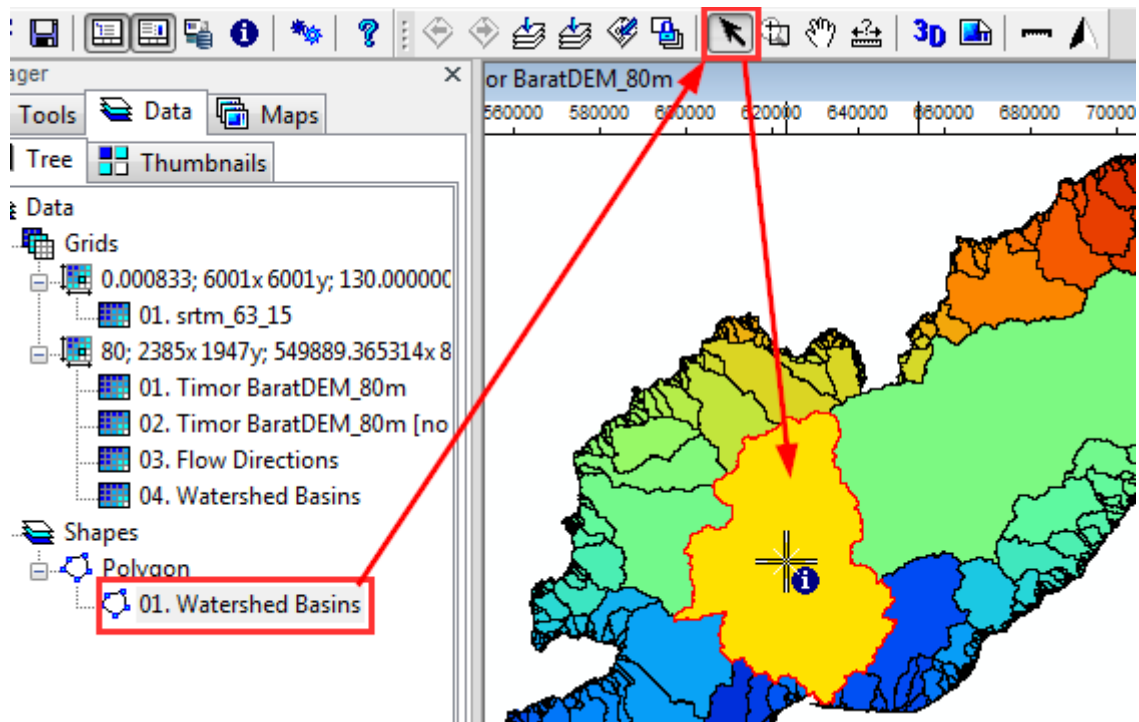 3D
ager
or BaratDEM_80m
Tools
Data
Maps
560000 580000 600000 620000 640000 660000 680000 70000
Tree
Thumbnails
Data
Grids
0.000833; 6001x 6001y; 130.000000
01. srtm_63_15
80; 2385x 1947y; 549889.365314x 8
01. Timor BaratDEM_80m
02. Timor BaratDEM_80m [no
03. Flow Directions
04. Watershed Basins
Shapes
Polygon
01. Watershed Basins